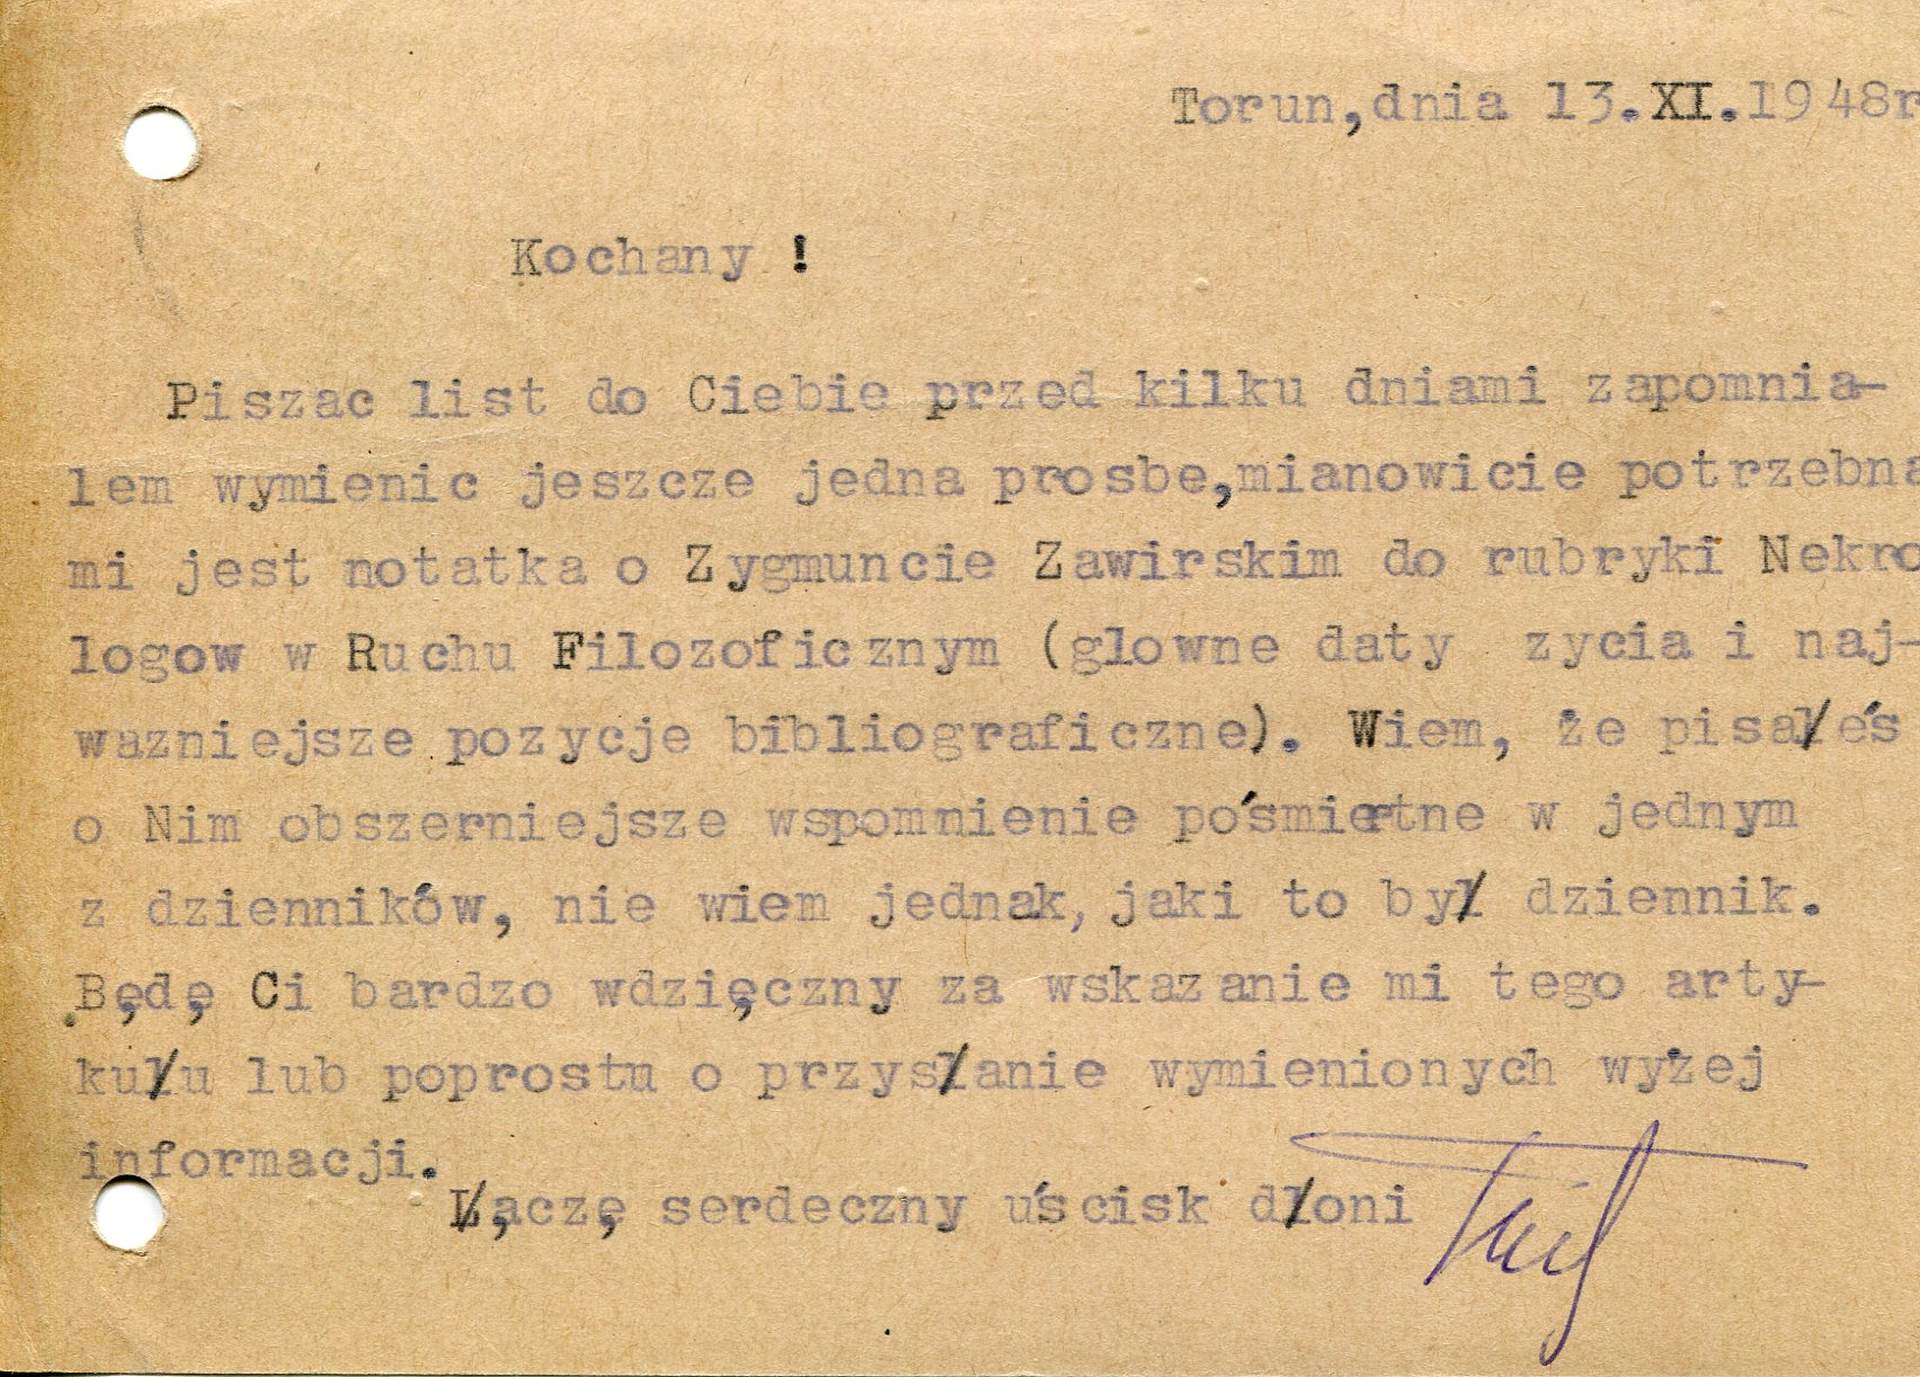 Torun,dnia 13.XI.1948r
Kochany !
Piszac list do Ciebie przed kilku dniami zapomnia-
lem wymienic jeszcze jedna prosbe,mianowicie potrzebna
mi jest notatka o Zygmuncie Zawirskim do rubryki Nekro
logow w Ruchu Filozoficznym (glowne daty zycia i naj-
wazniejsze pozycje bibliograficzne). Wiem, że pisałeś
o Nim obszerniejsze wspomnienie pośmiertne w jednym
z dzienników, nie wiem jednak, jaki to był dziennik.
Będę Ci bardzo wdzięczny za wskazanie mi tego arty-
kułu lub poprostu o przysłanie wymienionych wyżej
informacji.
Łączę serdeczny uścisk dłoni